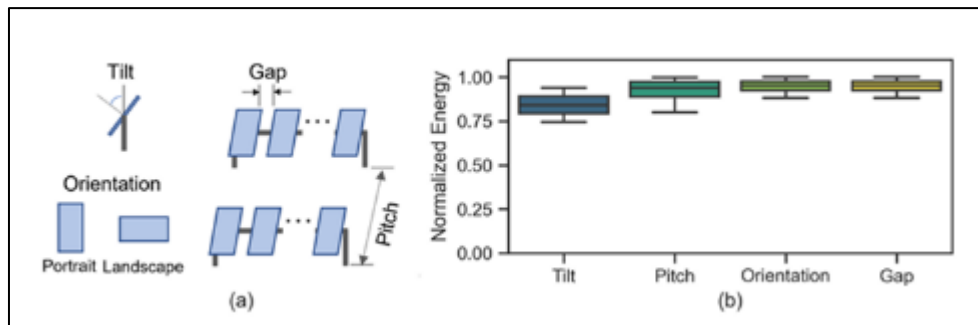 Tilt
Gap
Orientation
Portrait Landscape
Pitch
(a)
Normalized Energy
1.00
0.75
0.50
0.25
0.00
Tilt Pitch Orientation Gap
(b)